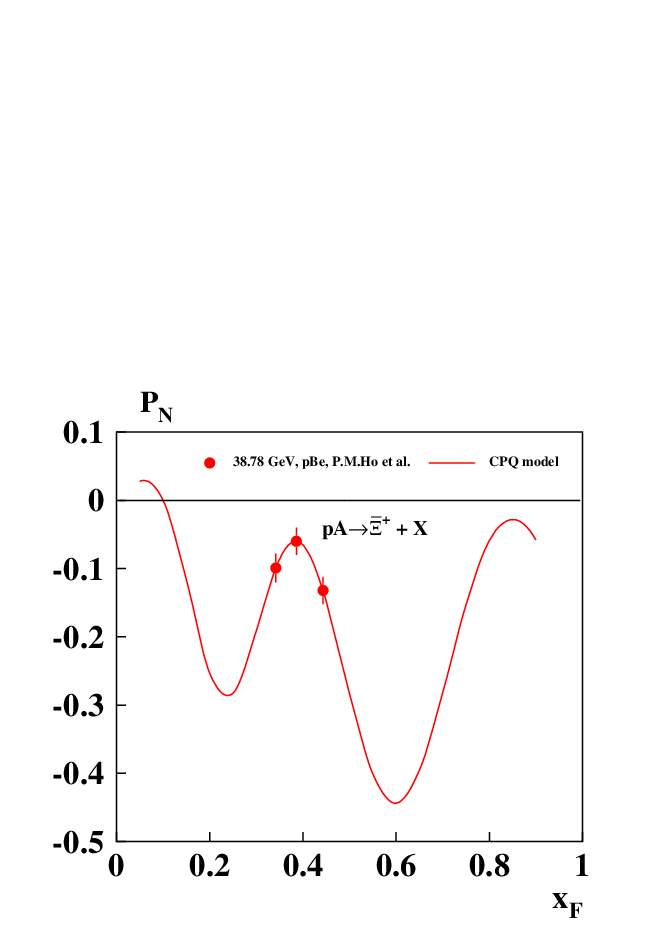 P_N
0.1
38.78 GeV, pBe, P.M.Ho et al. CPQ model
0
pA→Ξ̅⁺ + X
-0.1
-0.2
-0.3
-0.4
-0.5
0 0.2 0.4 0.6 0.8 1
x_F